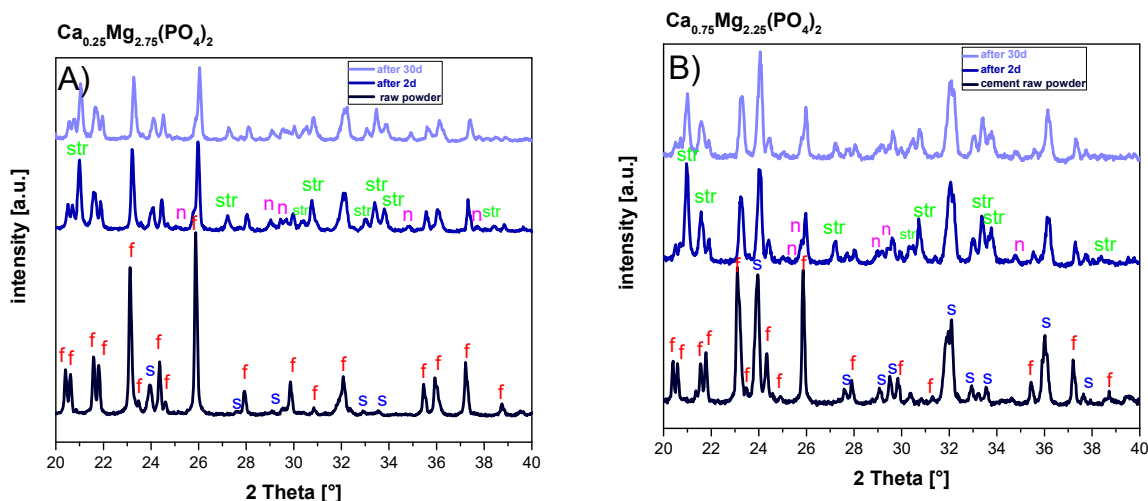 Ca0.25Mg2.75(PO4)2
A)
after 30d
after 2d
raw powder
str
n
f
str
n
n
str
str
str
str
str
n
n
str
f
f
f
f
f
f
f
s
f
f
s
f
s
f
f
f
s
s
f
f
f
f
intensity [a.u.]
20 22 24 26 28 30 32 34 36 38 40
2 Theta [°]
Ca0.75Mg2.25(PO4)2
B)
after 30d
after 2d
cement raw powder
str
str
n
n
str
n
n
str
str
str
str
n
str
f
f
f
f
f
f
s
f
f
f
s
f
s
s
f
f
s
s
s
f
s
f
s
f
intensity [a.u.]
20 22 24 26 28 30 32 34 36 38 40
2 Theta [°]